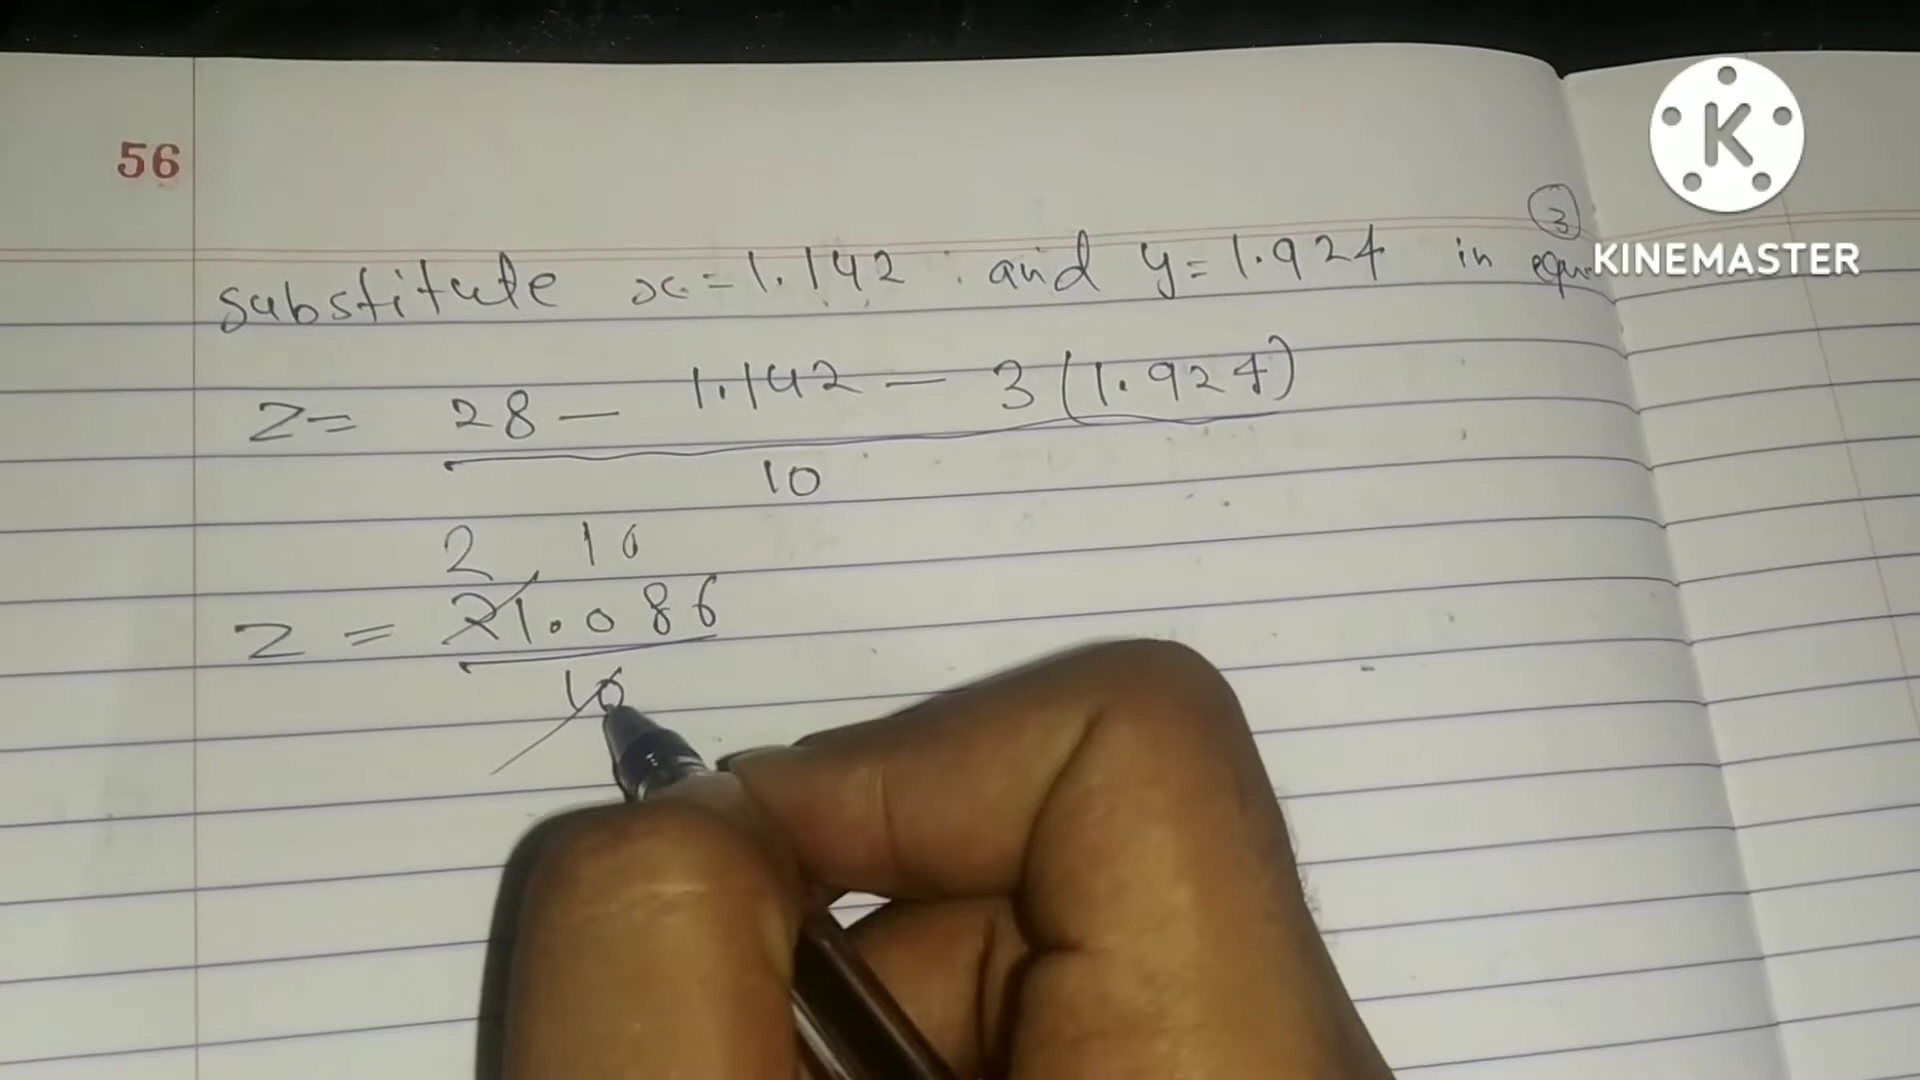 56
3
substitute x=1.142 and y=1.924 in equ
KINEMASTER
z= 28 - 1.142 - 3(1.924)
10
2 10
z = 21.086
10